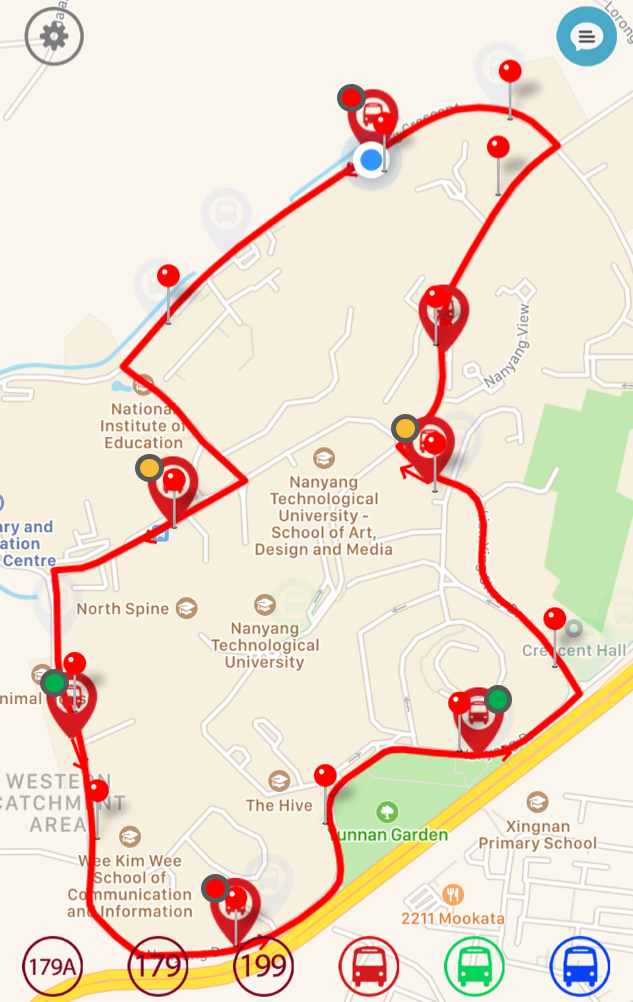 Crescent
Nanyang View
National
Institute of
Education
Nanyang
Technological
University -
School of Art,
Design and Media
ary and
ation
Centre
North Spine
Nanyang
Technological
University
Crescent Hall
nimal
WESTERN
CATCHMENT
AREA
The Hive
Yunnan Garden
Xingnan
Primary School
Wee Kim Wee
School of
Communication
and Information
2211 Mookata
Nanyang
179A
179
199